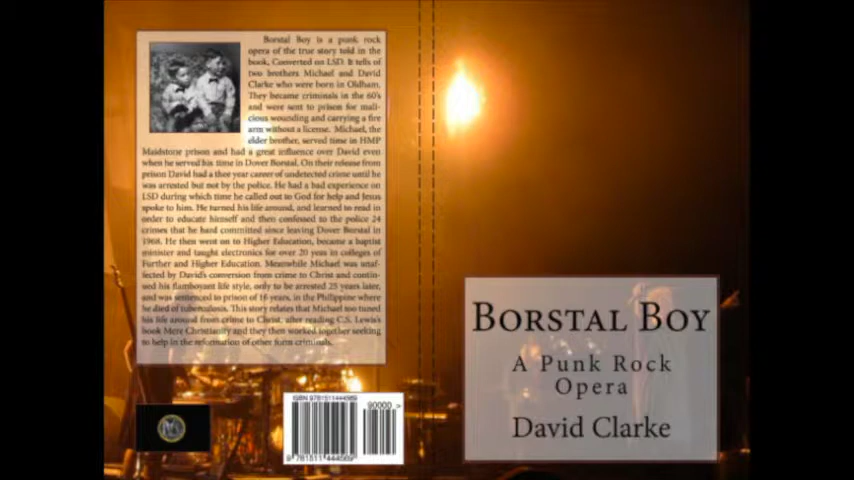 Borstal Boy is a punk rock
opera of the true story told in the
book, Converted on LSD. It tells of
two brothers Michael and David
Clarke who were born in Oldham,
They became criminals in the 60's
and were sent to prison for mali-
cious wounding and carrying a fire
arm without a license. Michael, the
elder brother, served time in HMP
Maidstone prison and had a great influence over David even
when he served his time in Dover Borstal. On their release from
prison David had a thee year career of undetected crime until he
was arrested but not by the police. He had a bad experience on
LSD during which time he called out to God for help and Jesus
spoke to him. He turned his life around, and learned to read in
order to educate himself and then confessed to the police 24
crimes that he hard committed since leaving Dover Borstal in
1968. He then went on to Higher Education, became a baptist
minister and taught electronics for over 20 yeas in colleges of
Further and Higher Education. Meanwhile Michael was unaf-
fected by David's conversion from crime to Christ and contin-
ued his flamboyant life style, only to be arrested 25 years later,
and was sentenced to prison of 16 years, in the Philippine where
he died of tuberculosis. This story relates that Michael too tuned
his life around from crime to Christ, after reading C.S. Lewis's
book Mere Christianity and they then worked together seeking
to help in the reformation of other form criminals.
ISBN 9781511444569
90000 >
9 781511 444569
BORSTAL BOY
A Punk Rock
Opera
David Clarke